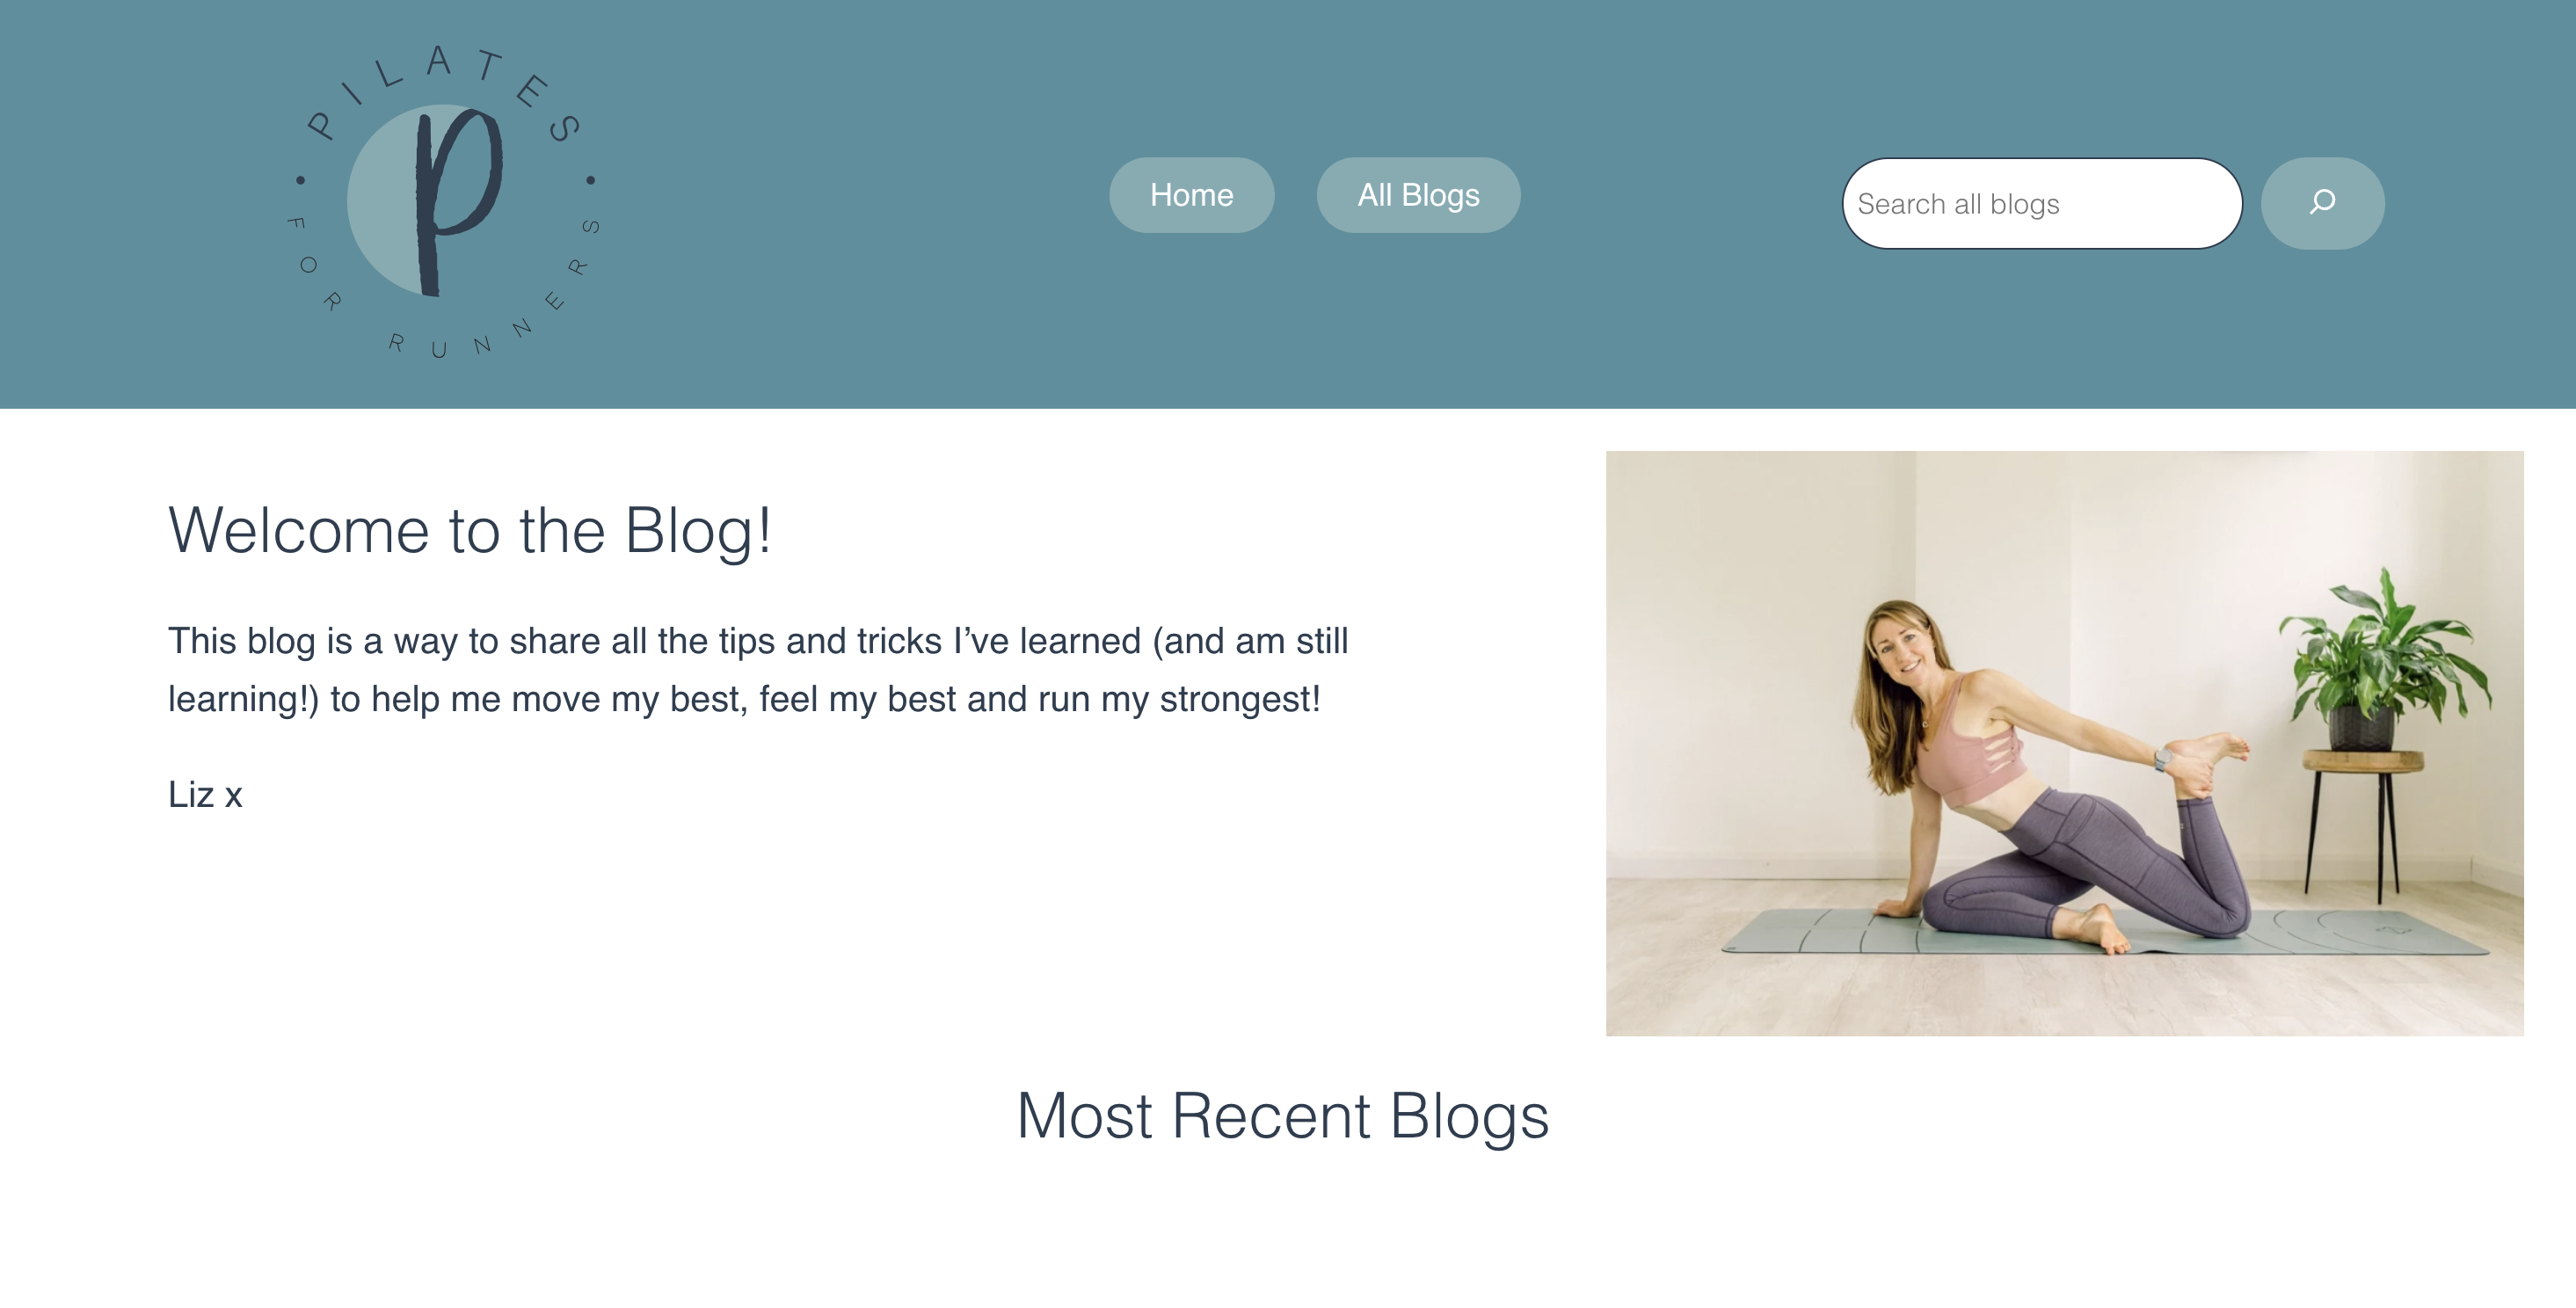 PILATES
p
FOR RUNNERS
Home
All Blogs
Search all blogs
Welcome to the Blog!
This blog is a way to share all the tips and tricks I’ve learned (and am still
learning!) to help me move my best, feel my best and run my strongest!
Liz x
Most Recent Blogs